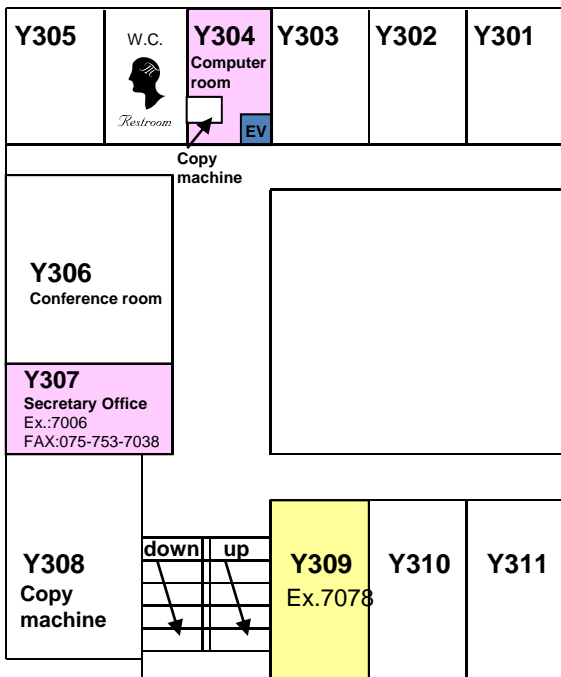 Y305
W.C.
Restroom
Y304
Computer
room
EV
Copy
machine
Y303
Y302
Y301
Y306
Conference room
Y307
Secretary Office
Ex.:7006
FAX:075-753-7038
Y308
Copy
machine
down
up
Y309
Ex.7078
Y310
Y311